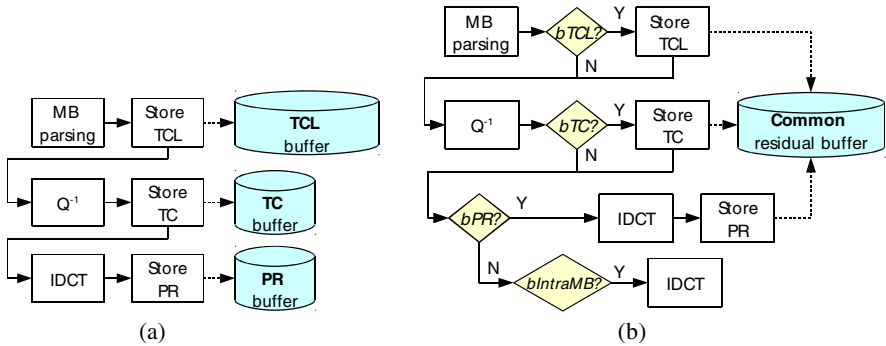 MB
parsing
Store
TCL
TCL
buffer
Q⁻¹
Store
TC
TC
buffer
IDCT
Store
PR
PR
buffer
(a)
MB
parsing
bTCL?
Y
Store
TCL
N
Q⁻¹
bTC?
Y
Store
TC
Common
residual buffer
N
bPR?
Y
IDCT
Store
PR
N
bIntraMB?
Y
IDCT
(b)